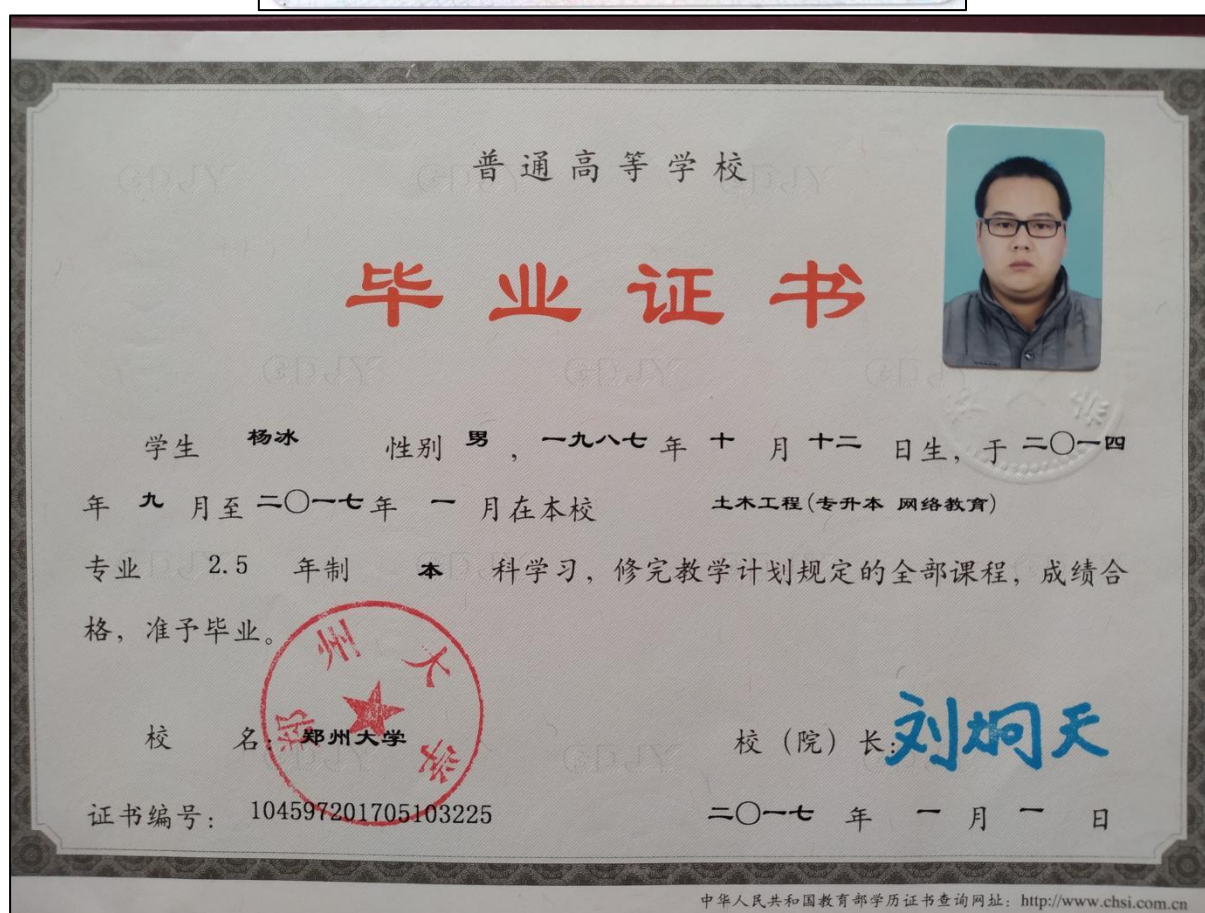 普通高等学校
毕业证书
学生 杨冰 性别 男 , 一九八七 年 十 月 十二 日生, 于 二〇一四
年 九 月至 二〇一七 年 一 月在本校 土木工程(专升本 网络教育)
专业 2.5 年制 本 科学习, 修完教学计划规定的全部课程, 成绩合
格, 准予毕业。
郑州大学
校 名: 郑州大学 校 (院) 长: 刘炯天
证书编号: 104597201705103225 二〇一七 年 一 月 一 日
中华人民共和国教育部学历证书查询网址: http://www.chsi.com.cn